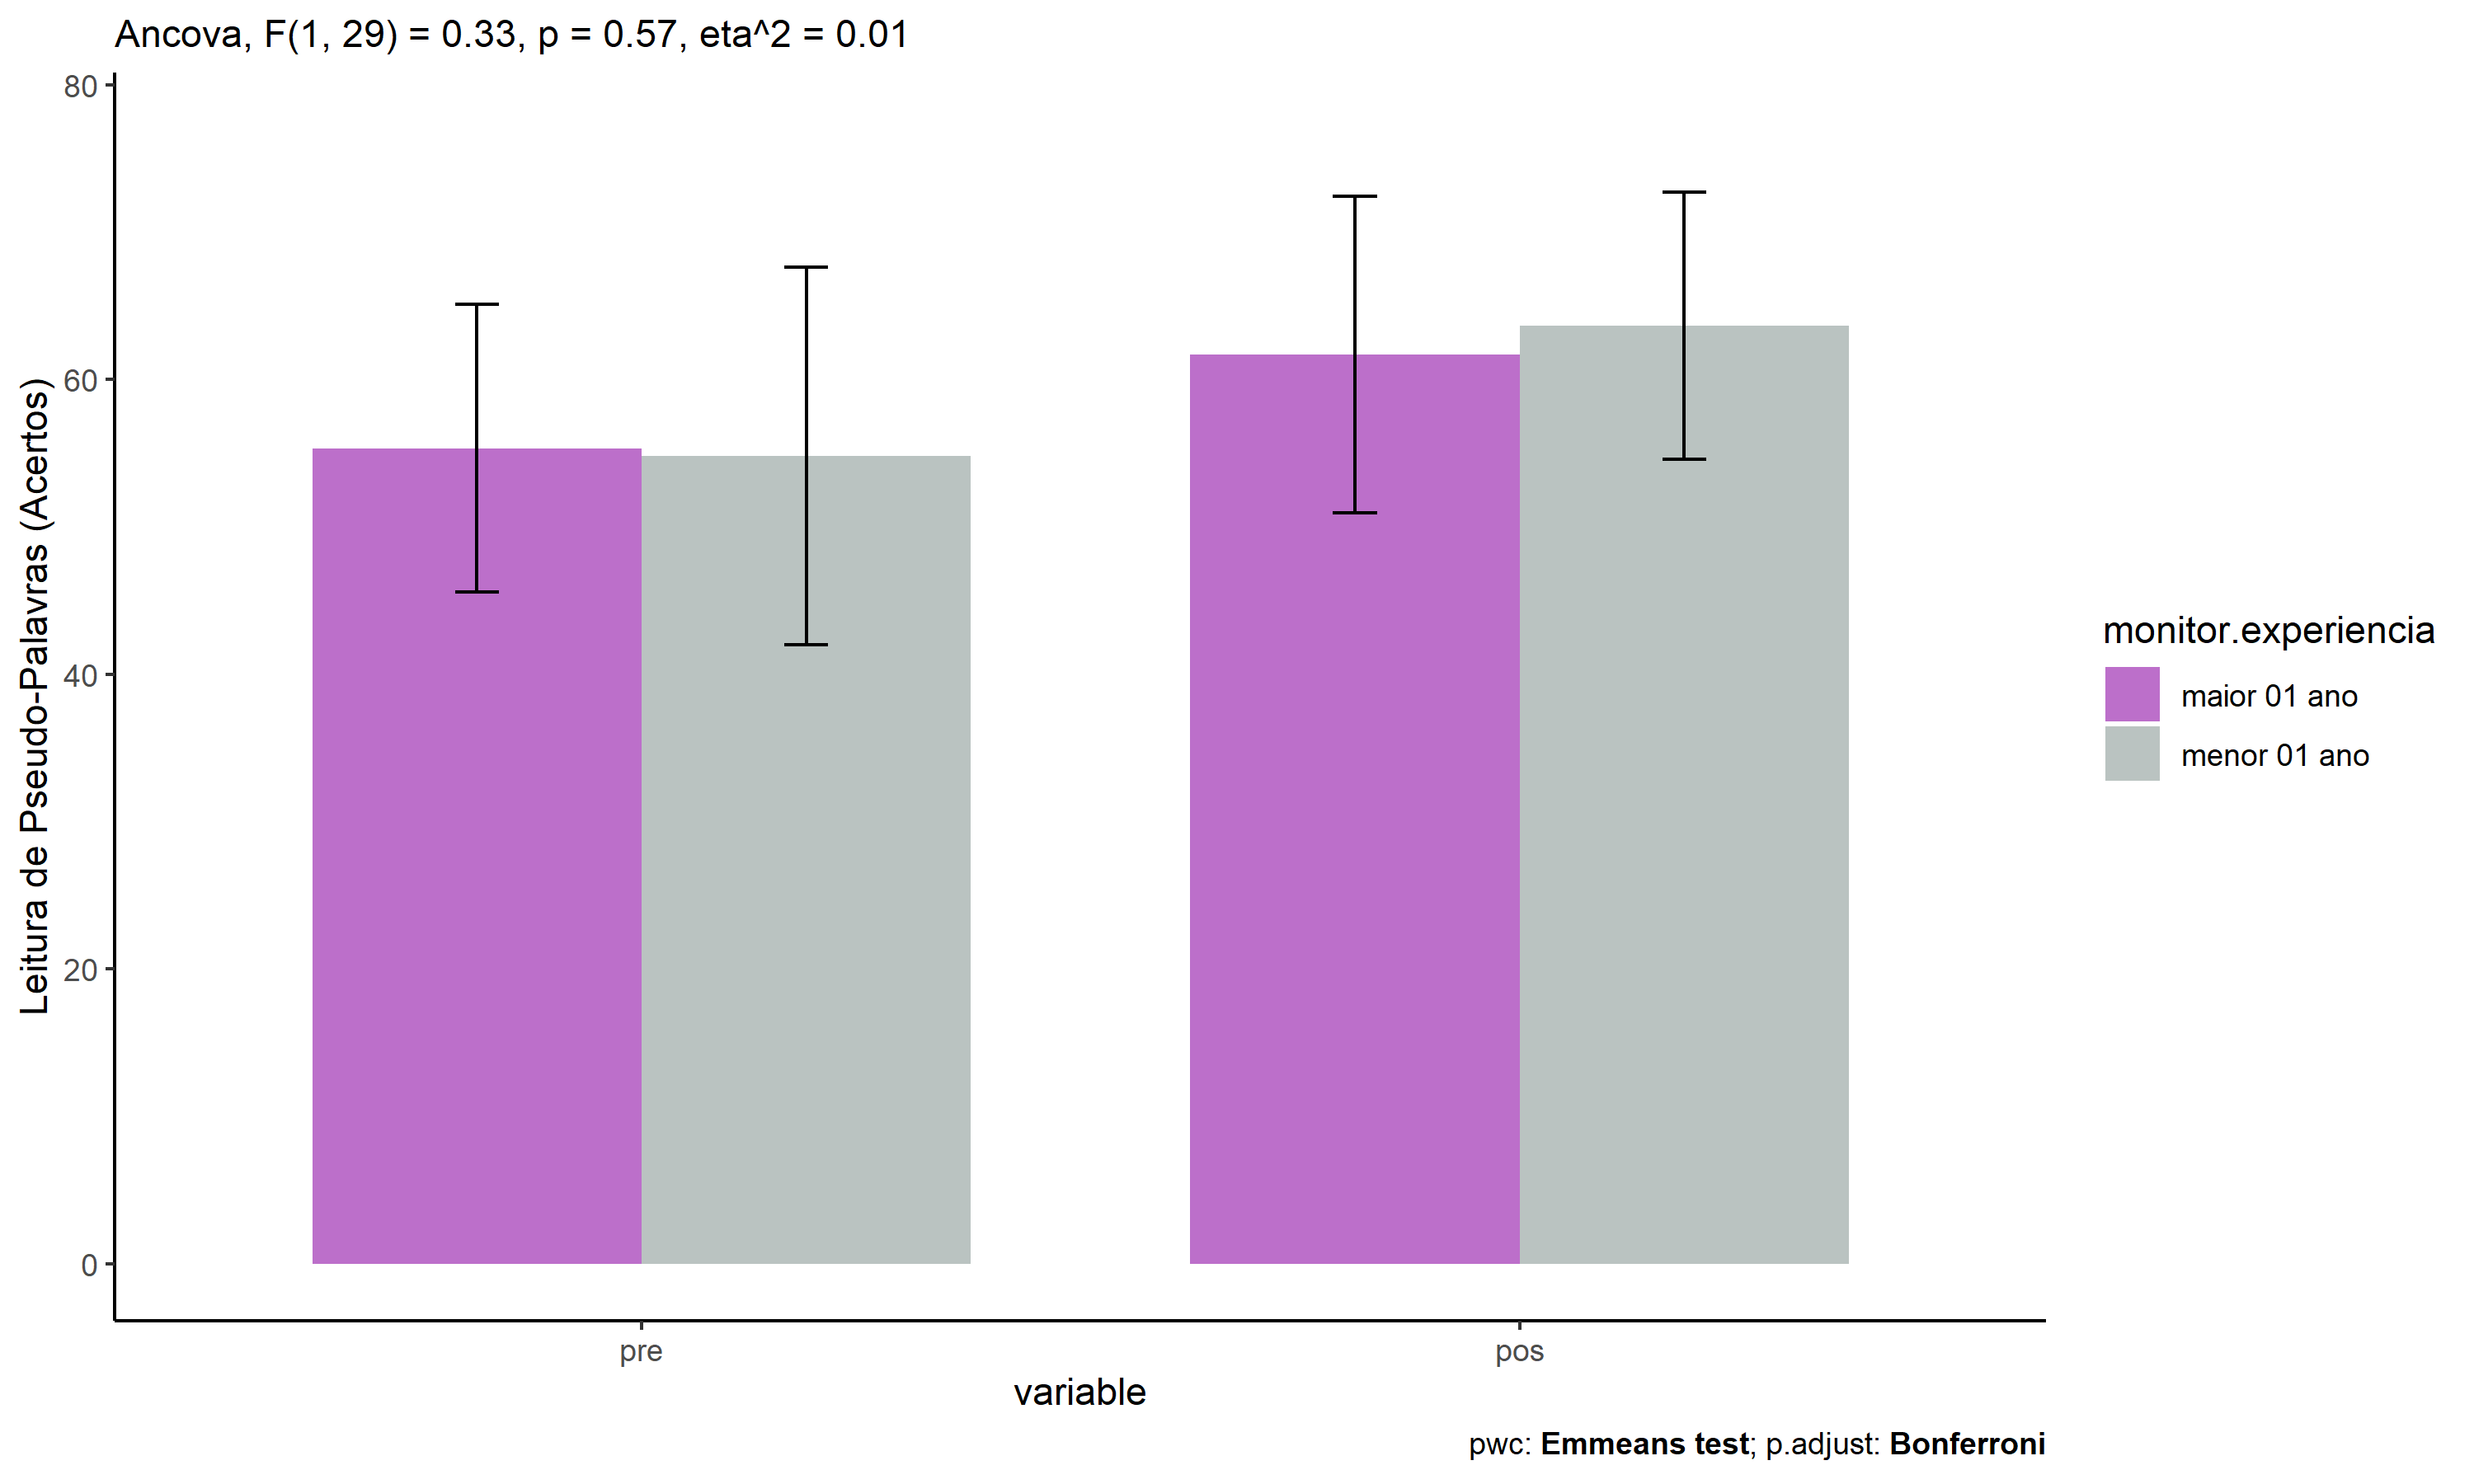 Ancova, F(1, 29) = 0.33, p = 0.57, eta^2 = 0.01
Leitura de Pseudo-Palavras (Acertos)
80
60
40
20
0
pre
pos
variable
monitor.experiencia
maior 01 ano
menor 01 ano
pwc: Emmeans test; p.adjust: Bonferroni